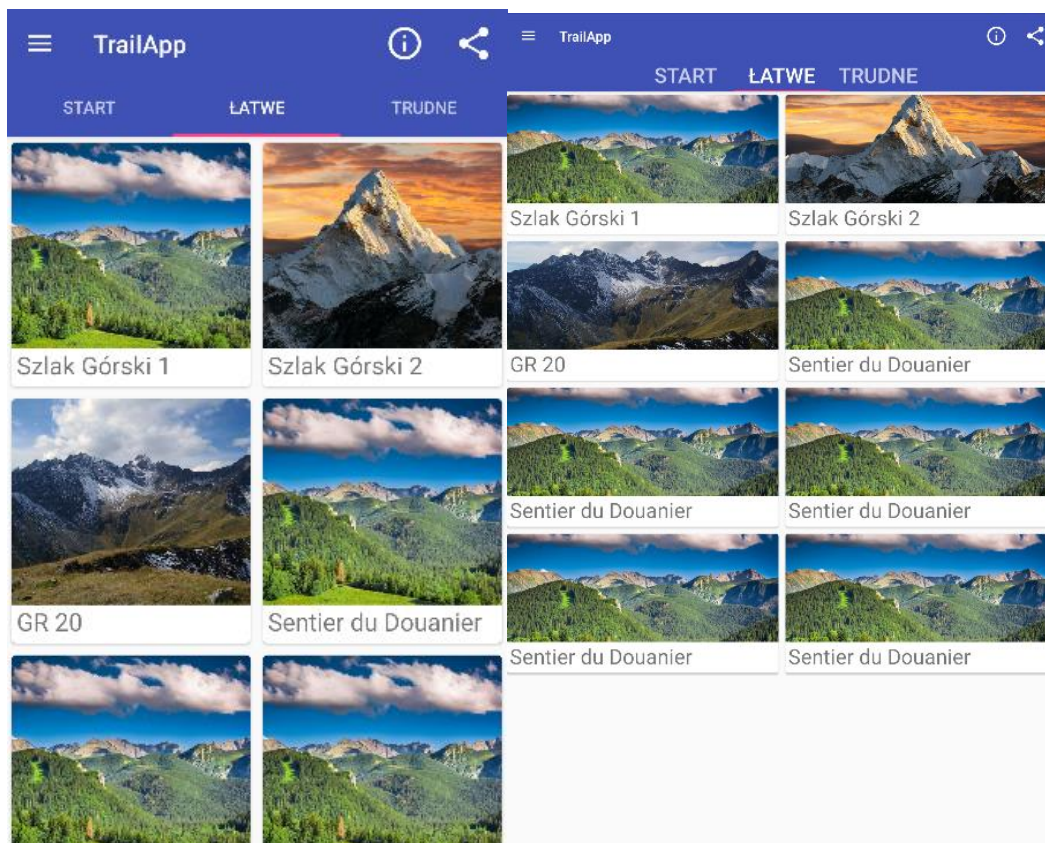 TrailApp
START ŁATWE TRUDNE
Szlak Górski 1 Szlak Górski 2
GR 20 Sentier du Douanier
TrailApp
START ŁATWE TRUDNE
Szlak Górski 1 Szlak Górski 2
GR 20 Sentier du Douanier
Sentier du Douanier Sentier du Douanier
Sentier du Douanier Sentier du Douanier